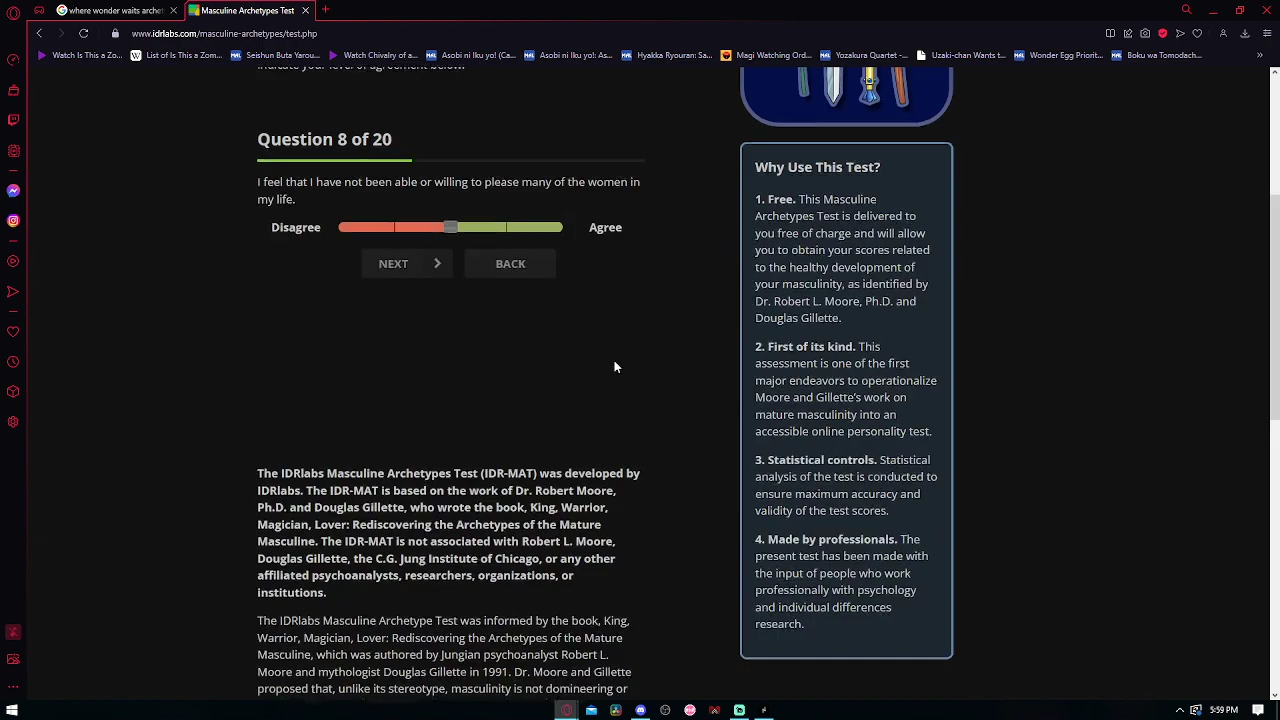 where wonder waits archet
Masculine Archetypes Test
www.idrlabs.com/masculine-archetypes/test.php
Watch Is This a Zo...
List of Is This a Zom...
Seishun Buta Yarou...
Watch Chivalry of a...
Asobi ni Iku yo! (Ca...
Asobi ni Iku yo!: As...
Hyakka Ryouran: Sa...
Magi Watching Ord...
Yozakura Quartet -...
Uzaki-chan Wants t...
Wonder Egg Priorit...
Boku wa Tomodach...
indicate your level of agreement below.
Question 8 of 20
I feel that I have not been able or willing to please many of the women in
my life.
Disagree
Agree
NEXT
BACK
The IDRlabs Masculine Archetypes Test (IDR-MAT) was developed by
IDRlabs. The IDR-MAT is based on the work of Dr. Robert Moore,
Ph.D. and Douglas Gillette, who wrote the book, King, Warrior,
Magician, Lover: Rediscovering the Archetypes of the Mature
Masculine. The IDR-MAT is not associated with Robert L. Moore,
Douglas Gillette, the C.G. Jung Institute of Chicago, or any other
affiliated psychoanalysts, researchers, organizations, or
institutions.
The IDRlabs Masculine Archetype Test was informed by the book, King,
Warrior, Magician, Lover: Rediscovering the Archetypes of the Mature
Masculine, which was authored by Jungian psychoanalyst Robert L.
Moore and mythologist Douglas Gillette in 1991. Dr. Moore and Gillette
proposed that, unlike its stereotype, masculinity is not domineering or
Why Use This Test?
1. Free. This Masculine
Archetypes Test is delivered to
you free of charge and will allow
you to obtain your scores related
to the healthy development of
your masculinity, as identified by
Dr. Robert L. Moore, Ph.D. and
Douglas Gillette.
2. First of its kind. This
assessment is one of the first
major endeavors to operationalize
Moore and Gillette's work on
mature masculinity into an
accessible online personality test.
3. Statistical controls. Statistical
analysis of the test is conducted to
ensure maximum accuracy and
validity of the test scores.
4. Made by professionals. The
present test has been made with
the input of people who work
professionally with psychology
and individual differences
research.
5:59 PM